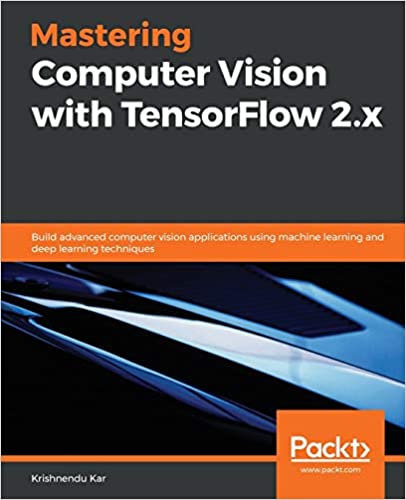 Mastering
Computer Vision
with TensorFlow 2.x
Build advanced computer vision applications using machine learning and
deep learning techniques
Krishnendu Kar
Packt>
www.packt.com